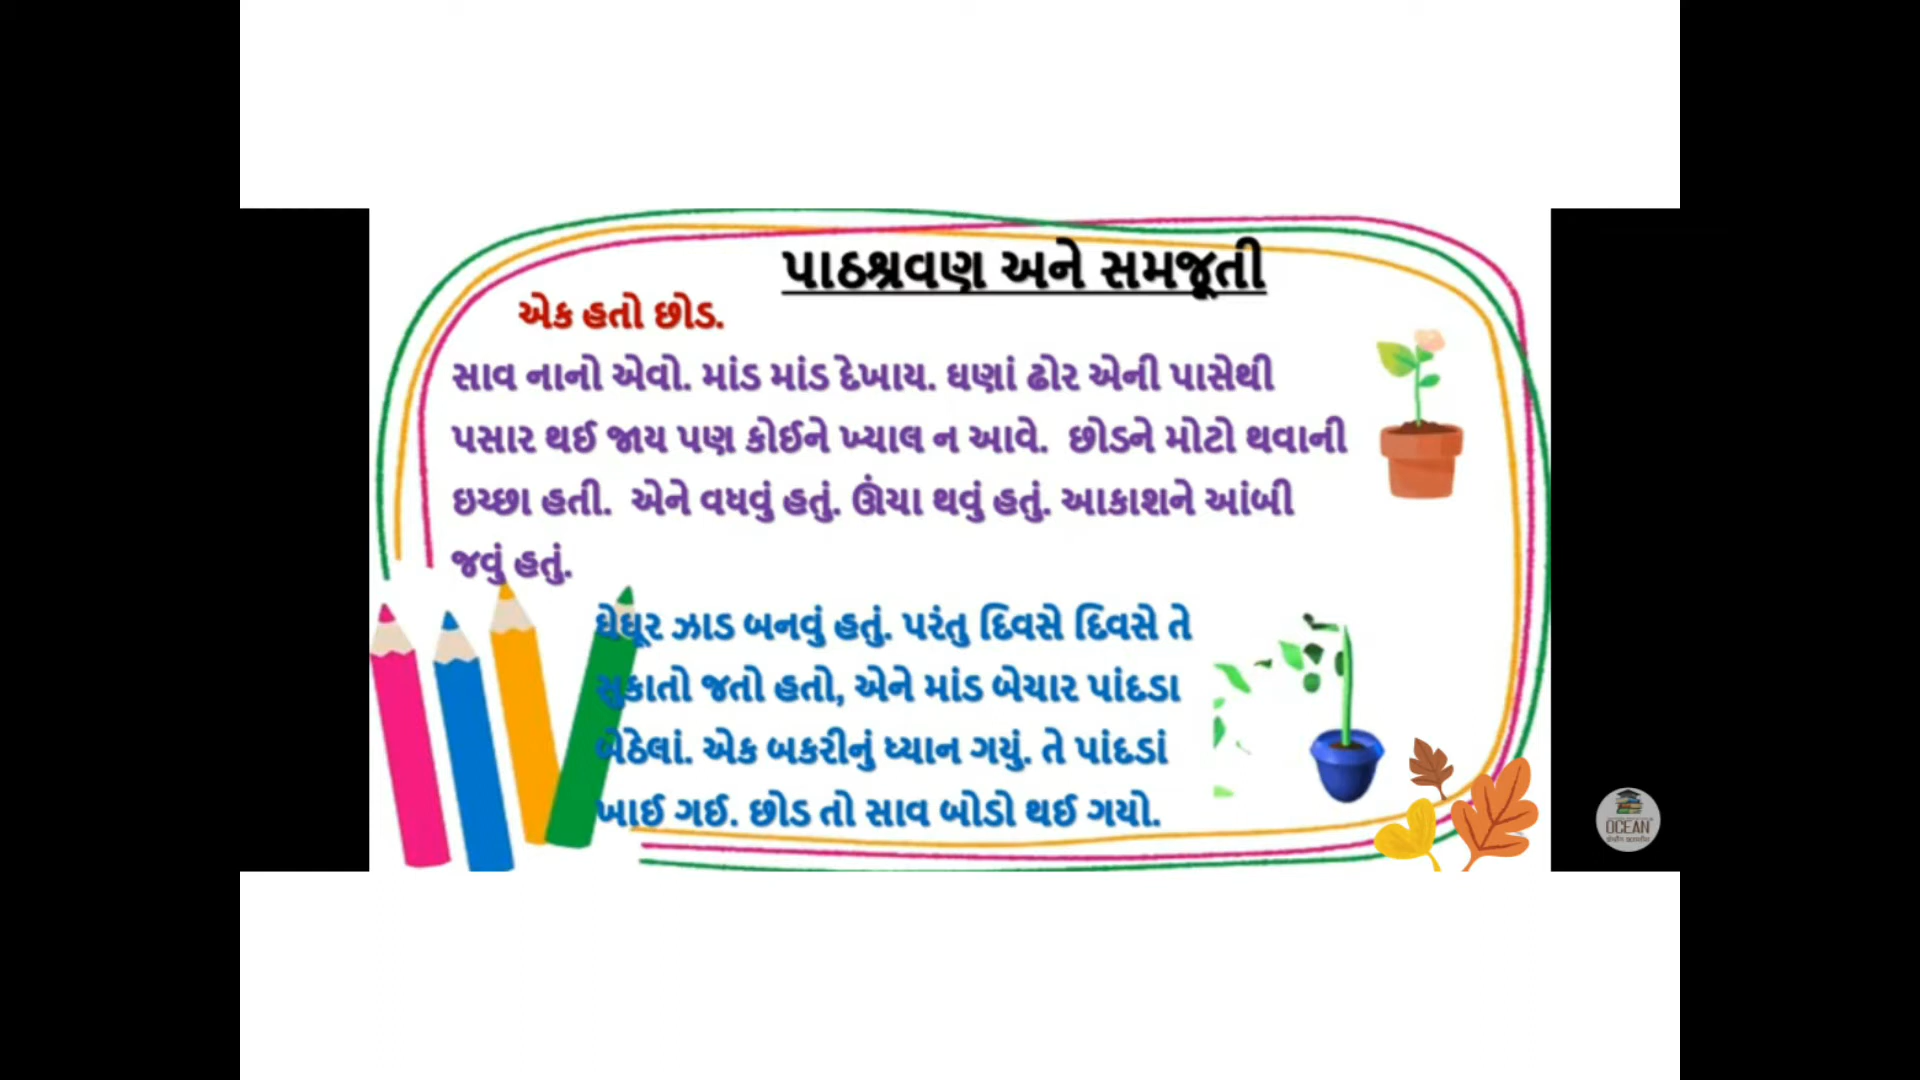 પાઠશ્રવણ અને સમજૂતી
એક હતો છોડ.
સાવ નાનો એવો. માંડ માંડ દેખાય. ઘણાં ઢોર એની પાસેથી
પસાર થઈ જાય પણ કોઈને ખ્યાલ ન આવે. છોડને મોટો થવાની
ઇચ્છા હતી. એને વધવું હતું. ઊંચા થવું હતું. આકાશને આંબી
જવું હતું.
ઘેઘૂર ઝાડ બનવું હતું. પરંતુ દિવસે દિવસે તે
સુકાતો જતો હતો, એને માંડ બેચાર પાંદડા
બેઠેલાં. એક બકરીનું ધ્યાન ગયું. તે પાંદડાં
ખાઈ ગઈ. છોડ તો સાવ બોડો થઈ ગયો.
OCEAN